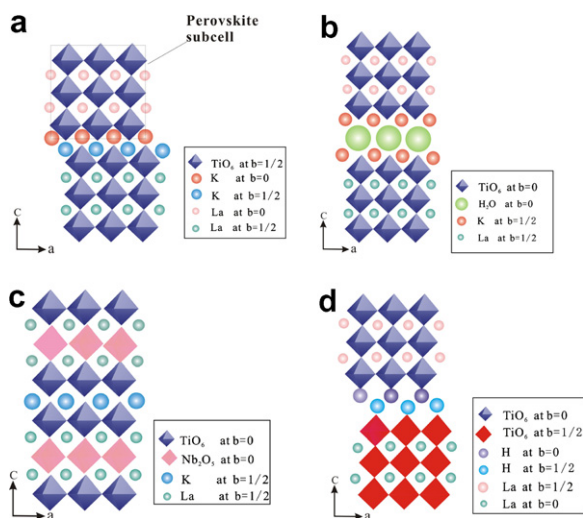 a
Perovskite
subcell
TiO6 at b=1/2
K at b=0
K at b=1/2
La at b=0
La at b=1/2
C
a
b
TiO6 at b=0
H2O at b=0
K at b=1/2
La at b=1/2
C
a
c
TiO6 at b=0
Nb2O5 at b=0
K at b=1/2
La at b=1/2
C
a
d
TiO6 at b=0
TiO6 at b=1/2
H at b=0
H at b=1/2
La at b=1/2
La at b=0
C
a